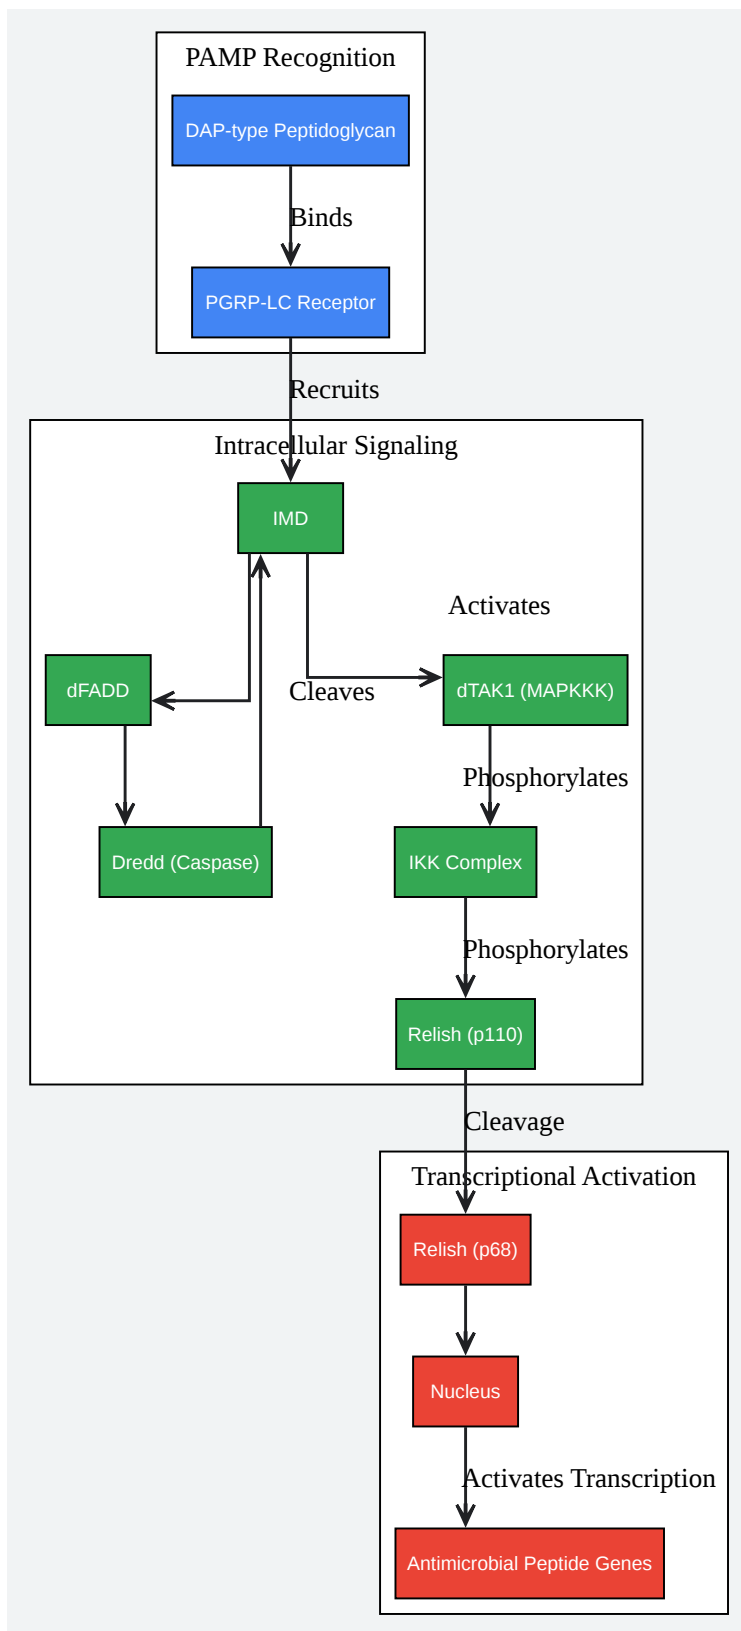 PAMP Recognition
DAP-type Peptidoglycan
Binds
PGRP-LC Receptor
Recruits
Intracellular Signaling
IMD
Activates
dFADD
Cleaves
dTAK1 (MAPKKK)
Phosphorylates
Dredd (Caspase)
IKK Complex
Phosphorylates
Relish (p110)
Cleavage
Transcriptional Activation
Relish (p68)
Nucleus
Activates Transcription
Antimicrobial Peptide Genes